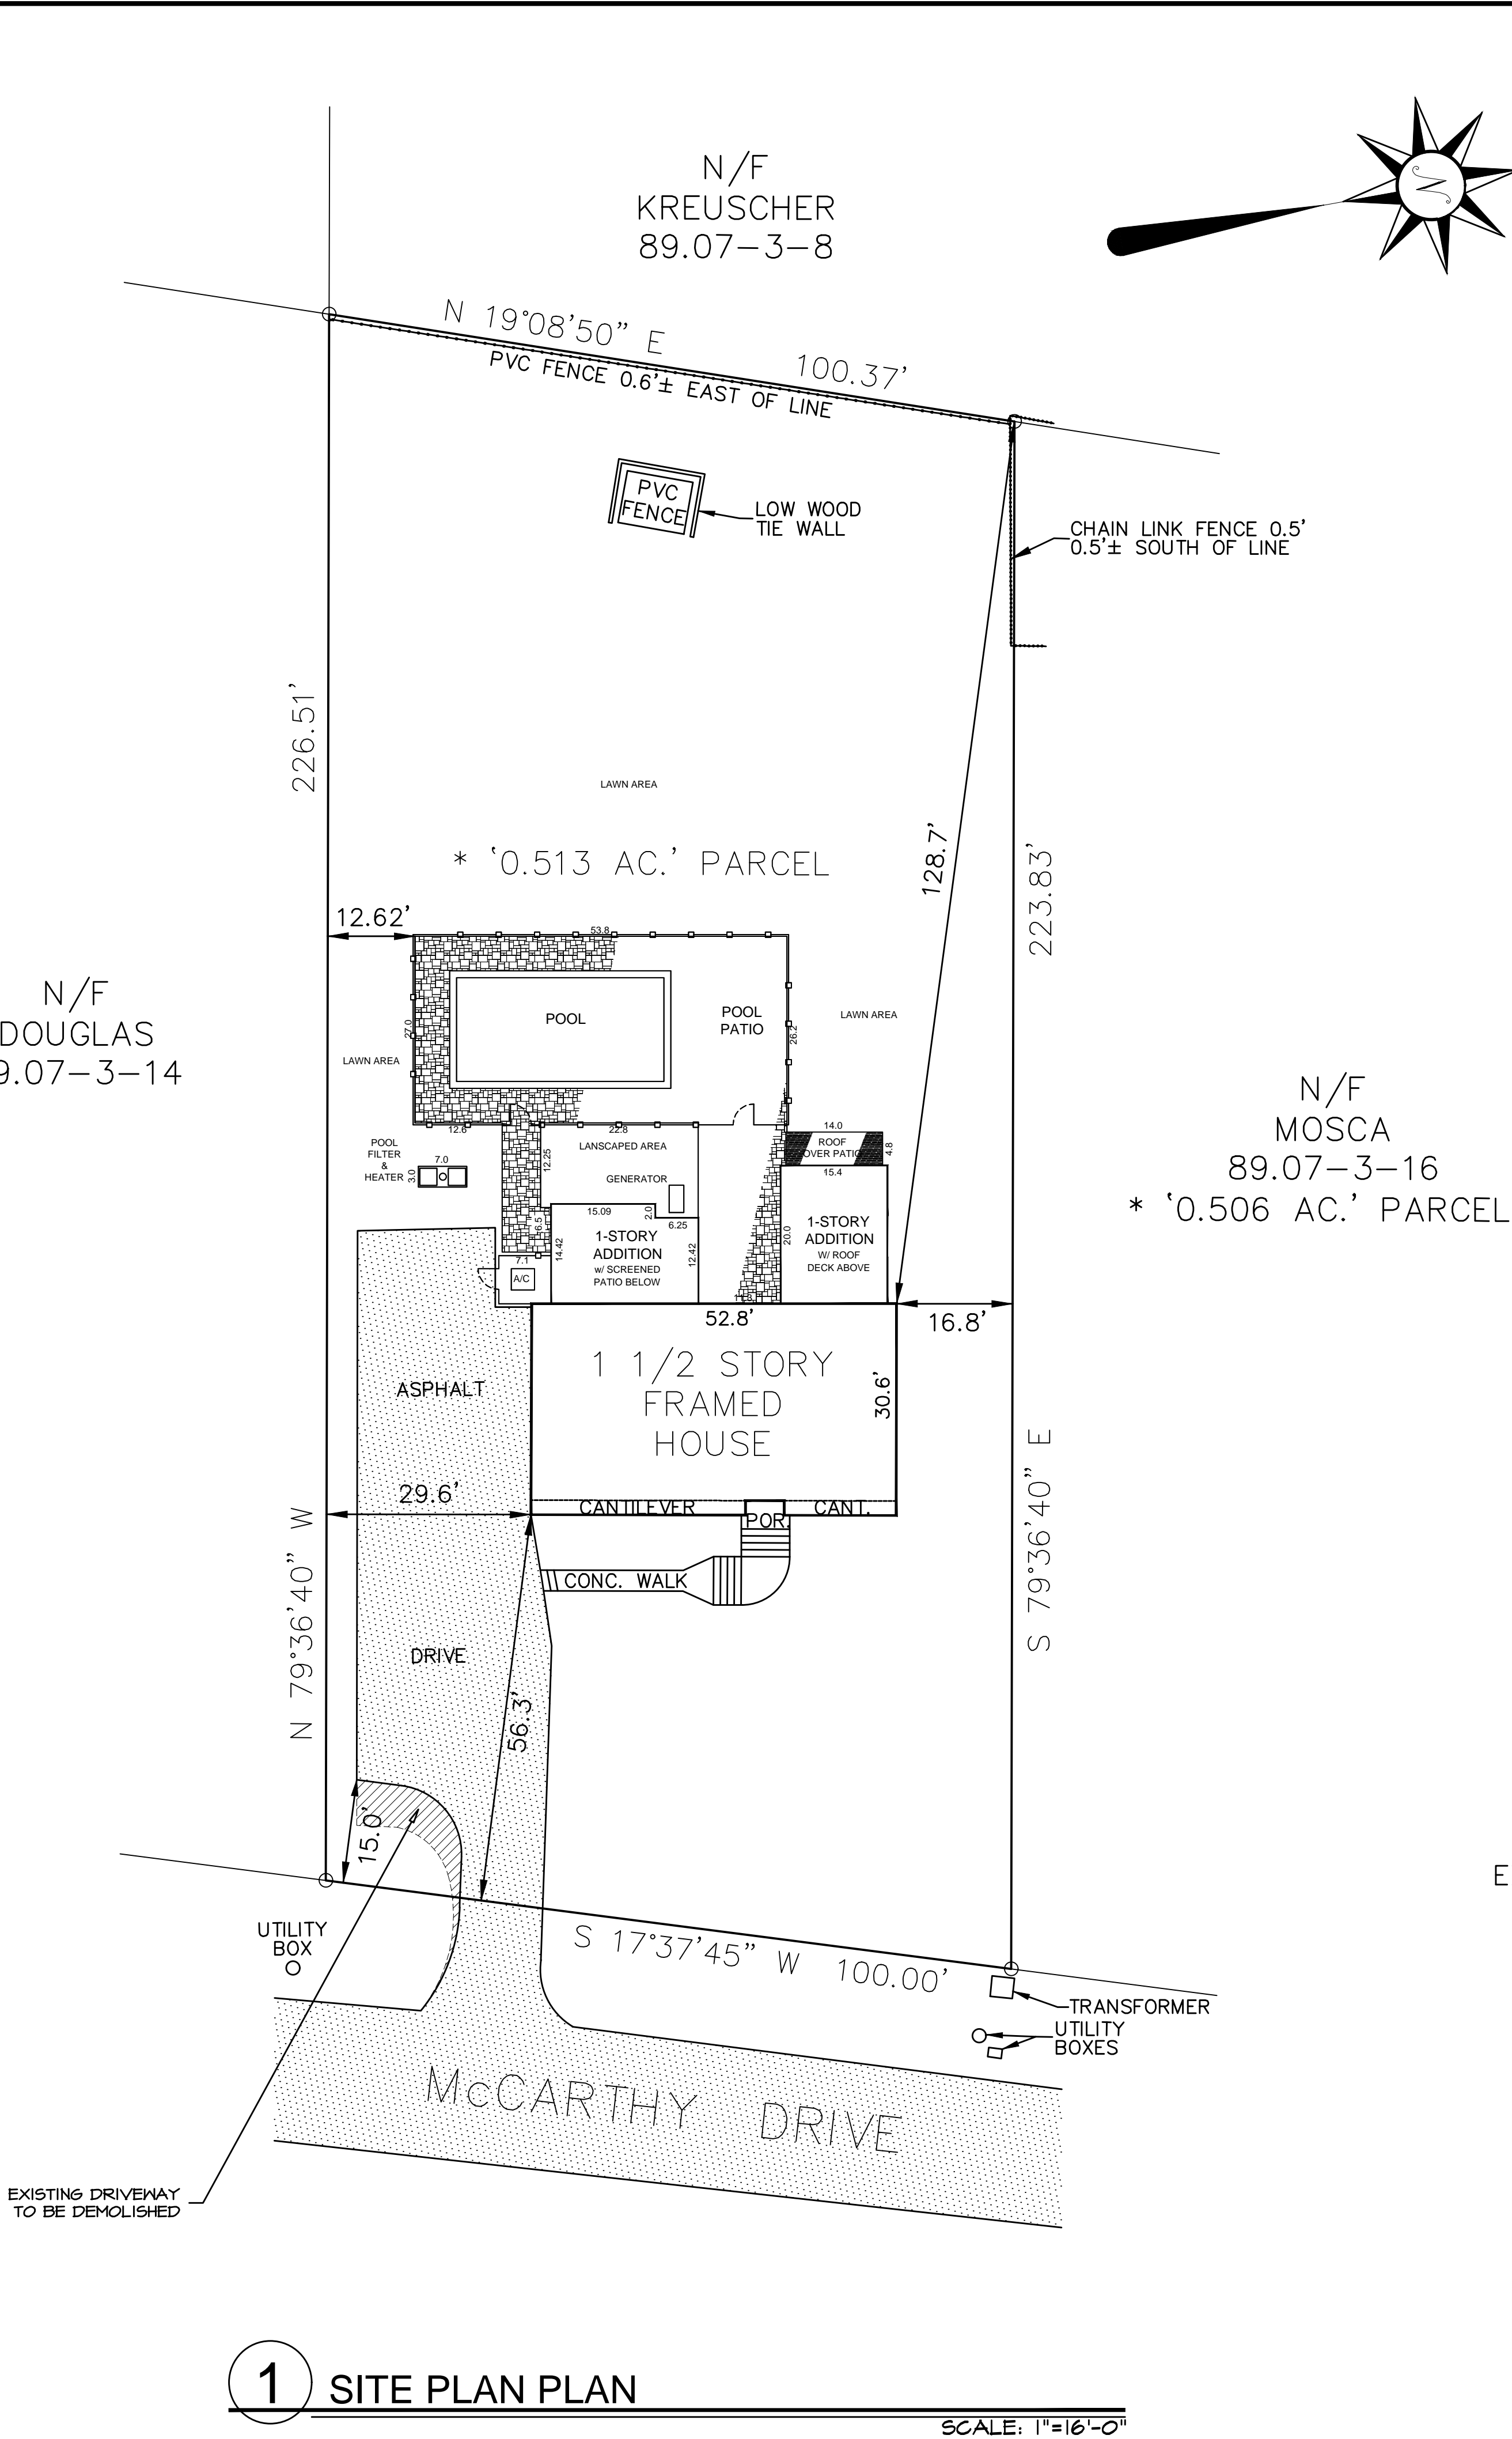 N/F
KREUSCHER
89.07-3-8
N 19°08'50" E 100.37'
PVC FENCE 0.6'± EAST OF LINE
PVC
FENCE
LOW WOOD
TIE WALL
CHAIN LINK FENCE 0.5'
0.5'± SOUTH OF LINE
226.51'
LAWN AREA
* '0.513 AC.' PARCEL
128.7'
223.83'
12.62'
53.8
N/F
DOUGLAS
9.07-3-14
27.0
POOL
POOL
PATIO
26.2
LAWN AREA
LAWN AREA
N/F
MOSCA
89.07-3-16
* '0.506 AC.' PARCEL
12.6
22.8
14.0
POOL
FILTER
&
HEATER
7.0
3.0
12.25
LANSCAPED AREA
GENERATOR
ROOF
OVER PATIO
4.8
15.4
15.09
2.0
6.25
6.5
14.42
12.42
1-STORY
ADDITION
w/ SCREENED
PATIO BELOW
20.0
1-STORY
ADDITION
W/ ROOF
DECK ABOVE
7.1
A/C
52.8'
16.8'
1 1/2 STORY
FRAMED
HOUSE
30.6'
ASPHALT
29.6'
CANTILEVER
CANT.
POR.
CONC. WALK
N 79°36'40" W
S 79°36'40" E
DRIVE
56.3'
15.0'
E
UTILITY
BOX
S 17°37'45" W 100.00'
TRANSFORMER
UTILITY
BOXES
McCARTHY DRIVE
EXISTING DRIVEWAY
TO BE DEMOLISHED
1
SITE PLAN PLAN
SCALE: 1"=16'-0"